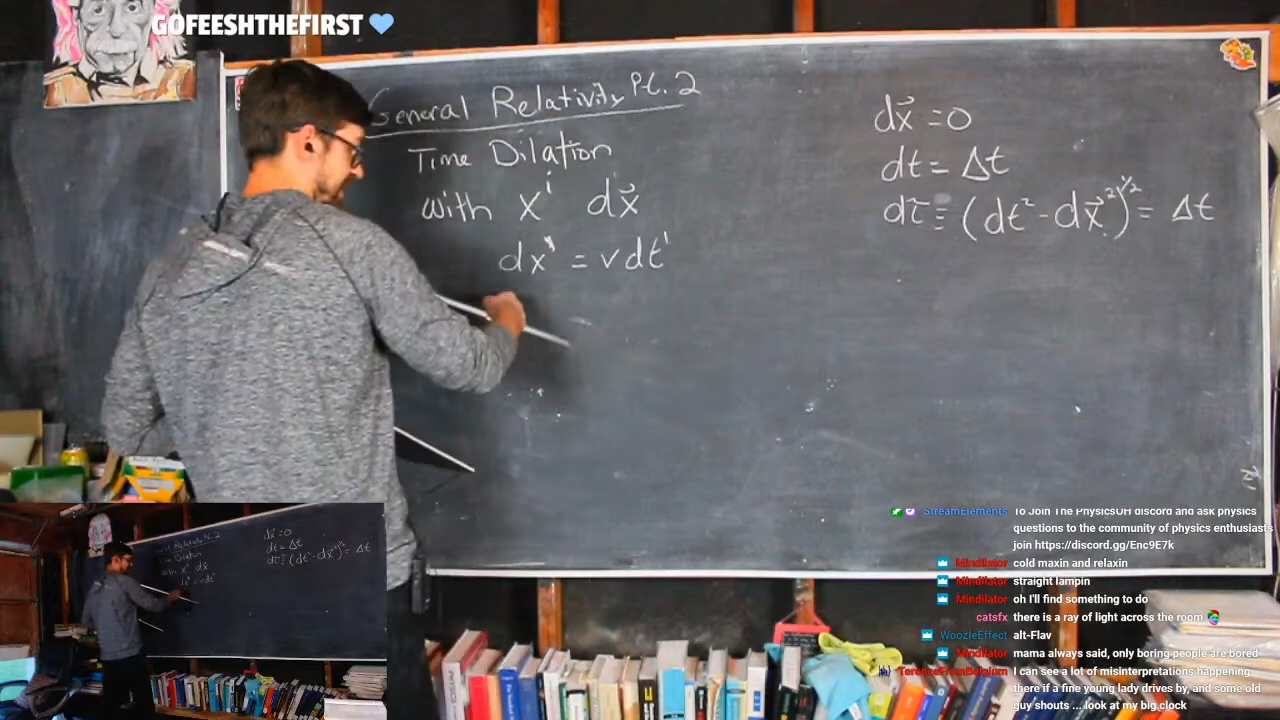 GOFEESHTHEFIRST 💙
General Relativity Pt. 2
Time Dilation
with xⁱ dx⃗
dx' = vdt'
dx⃗ = 0
dt = Δt
dτ ≡ (dt² - dx⃗²)^1/2 = Δt
StreamElements To Join The PhysicsOH discord and ask physics
questions to the community of physics enthusiasts
join https://discord.gg/Enc9E7k
Mindilator cold maxin and relaxin
Mindilator straight lampin
Mindilator oh I'll find something to do
catsfx there is a ray of light across the room
WoozleEffect alt-Flav
Mindilator mama always said, only boring people are bored
TerenceFromBelgium I can see a lot of misinterpretations happening
there if a fine young lady drives by, and some old
guy shouts ... look at my big clock